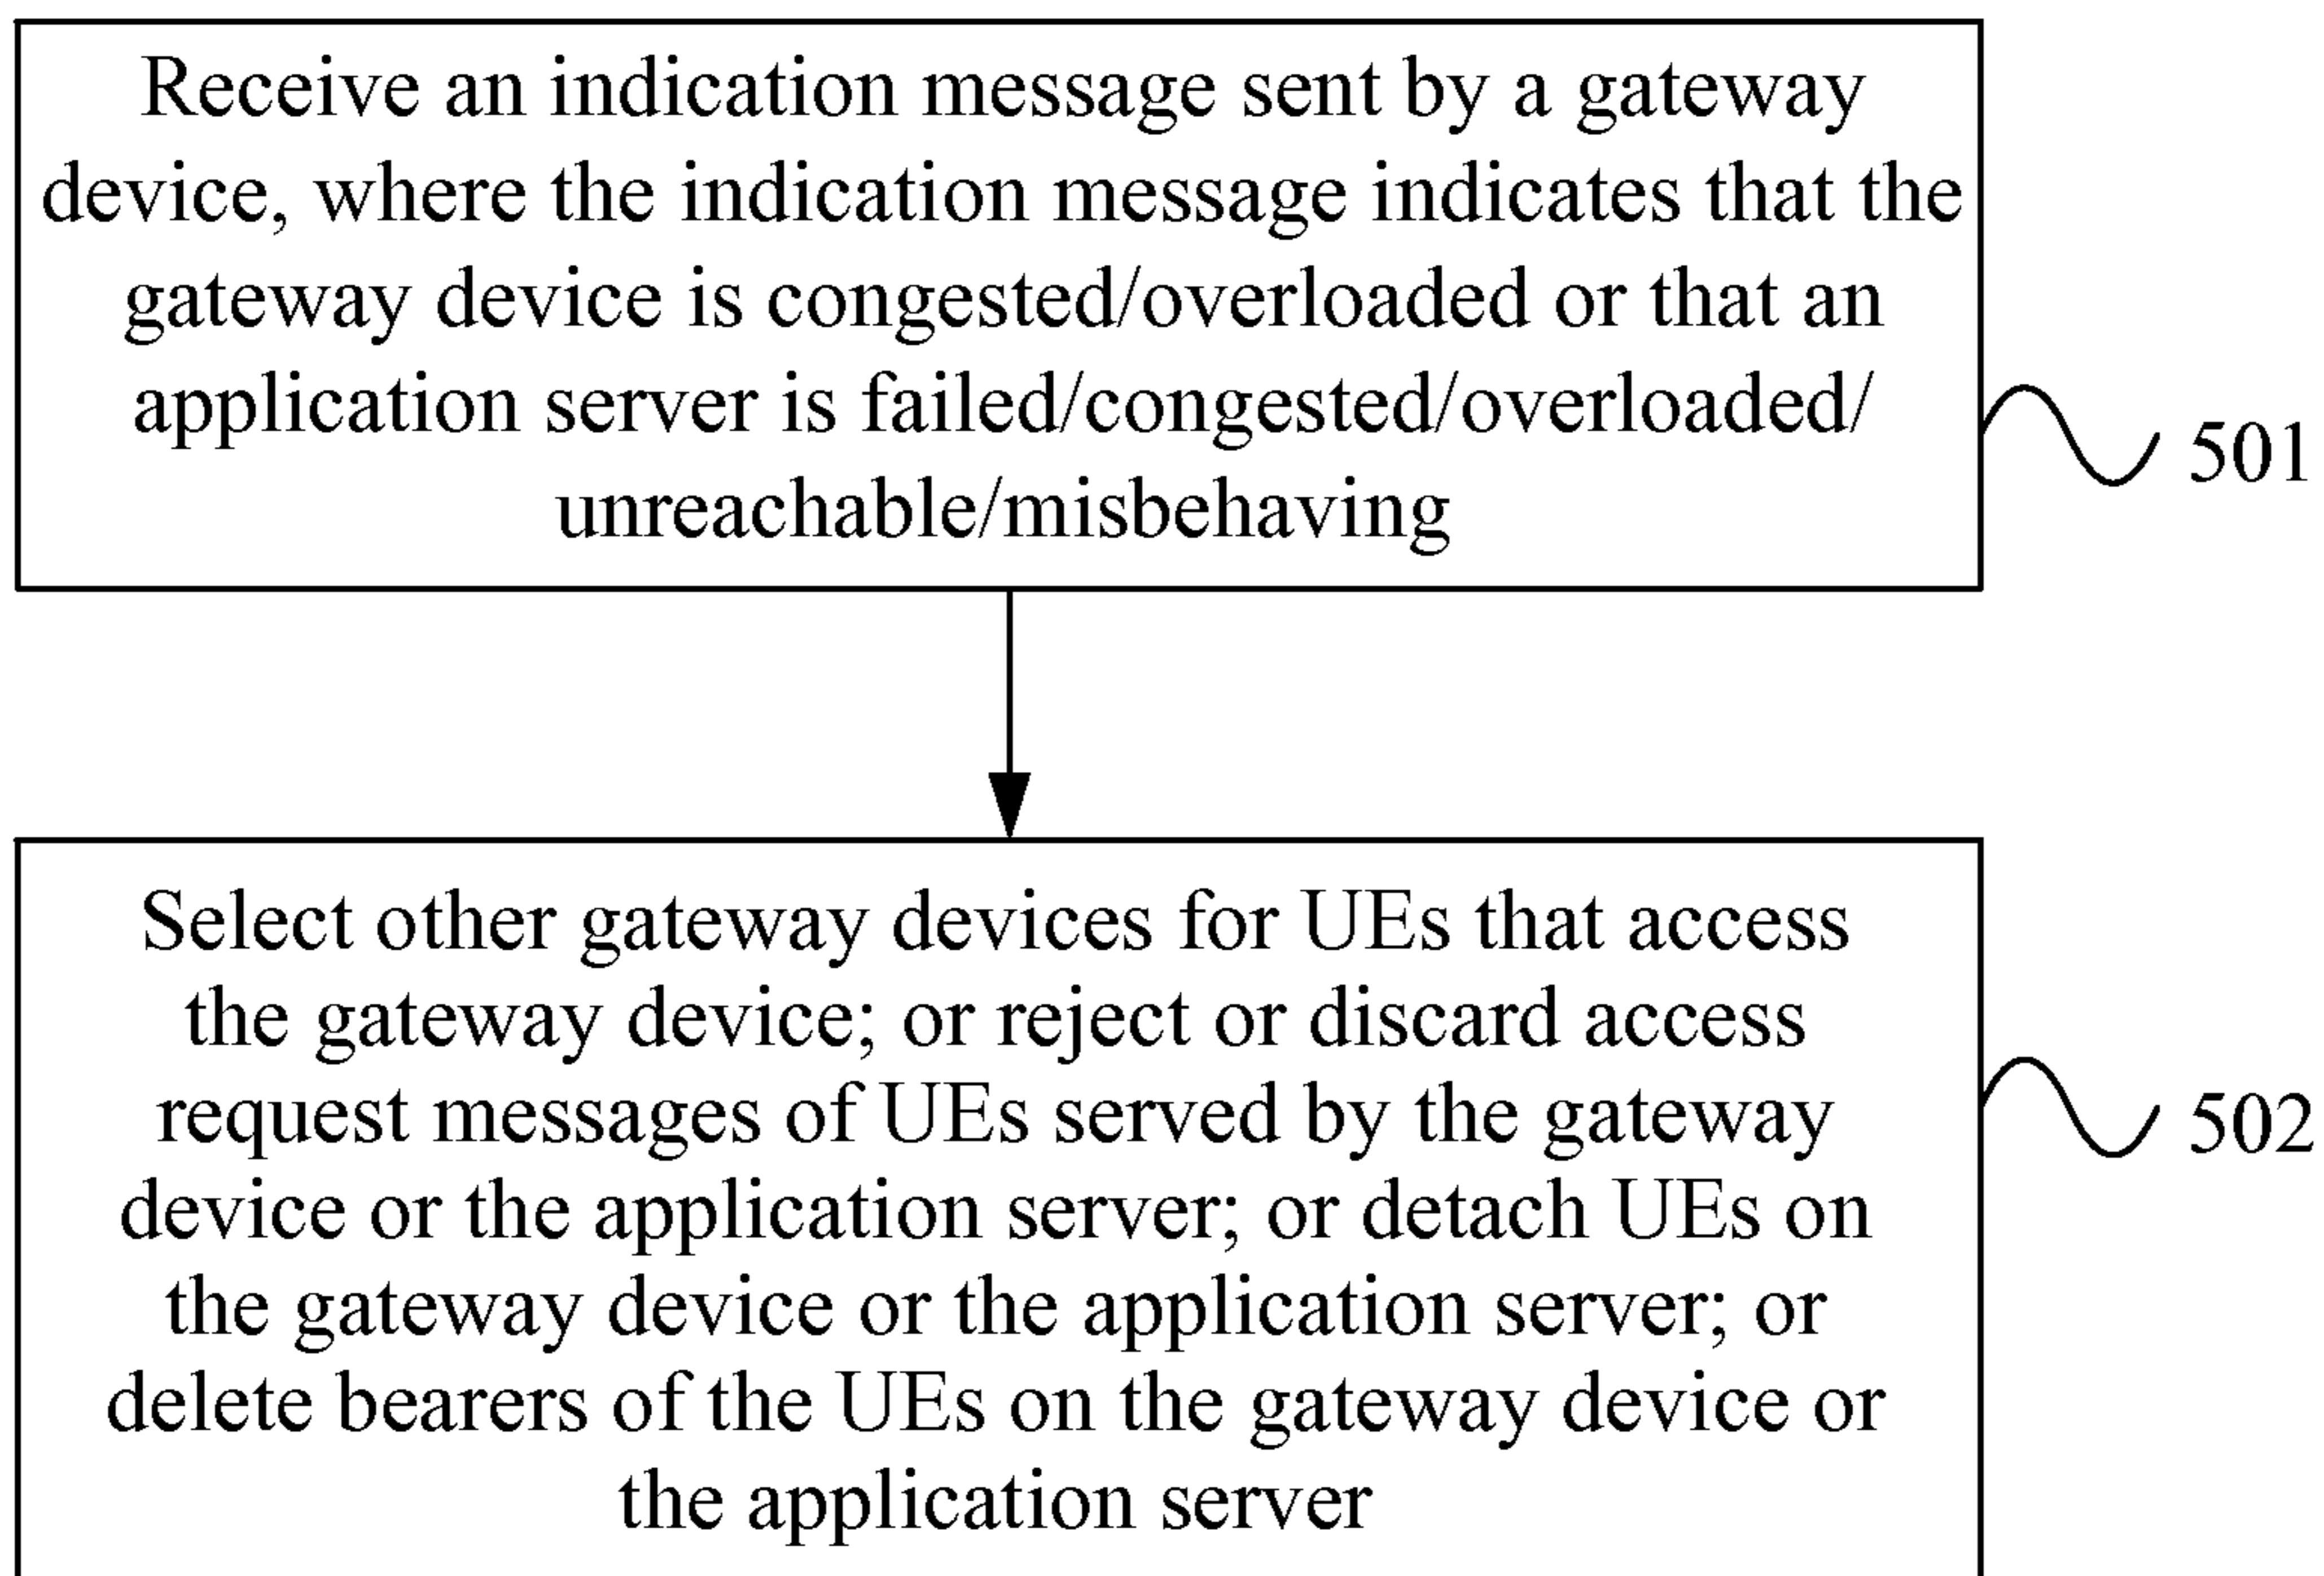 Receive an indication message sent by a gateway
device, where the indication message indicates that the
gateway device is congested/overloaded or that an
application server is failed/congested/overloaded/
unreachable/misbehaving
501
Select other gateway devices for UEs that access
the gateway device; or reject or discard access
request messages of UEs served by the gateway
device or the application server; or detach UEs on
the gateway device or the application server; or
delete bearers of the UEs on the gateway device or
the application server
502